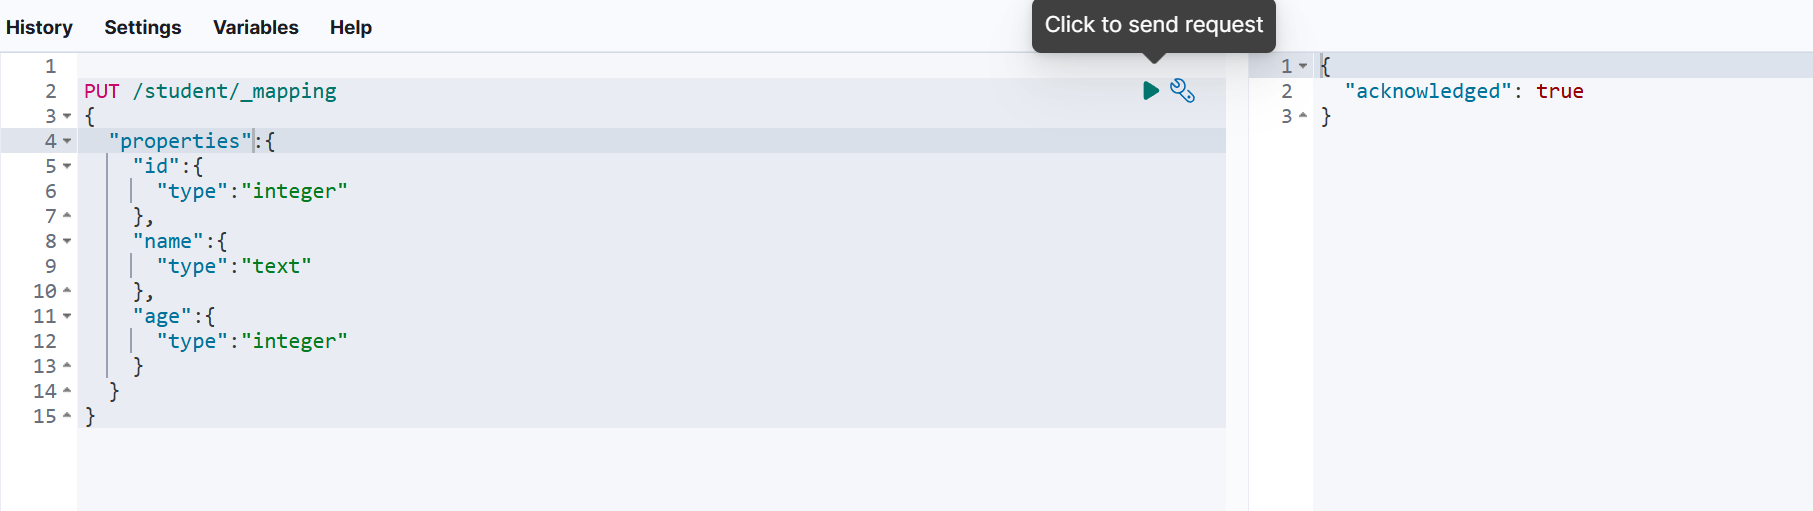 History Settings Variables Help
Click to send request
1
2 PUT /student/_mapping
3 {
4 "properties":{
5 "id":{
6 "type":"integer"
7 },
8 "name":{
9 "type":"text"
10 },
11 "age":{
12 "type":"integer"
13 }
14 }
15 }
1 {
2 "acknowledged": true
3 }